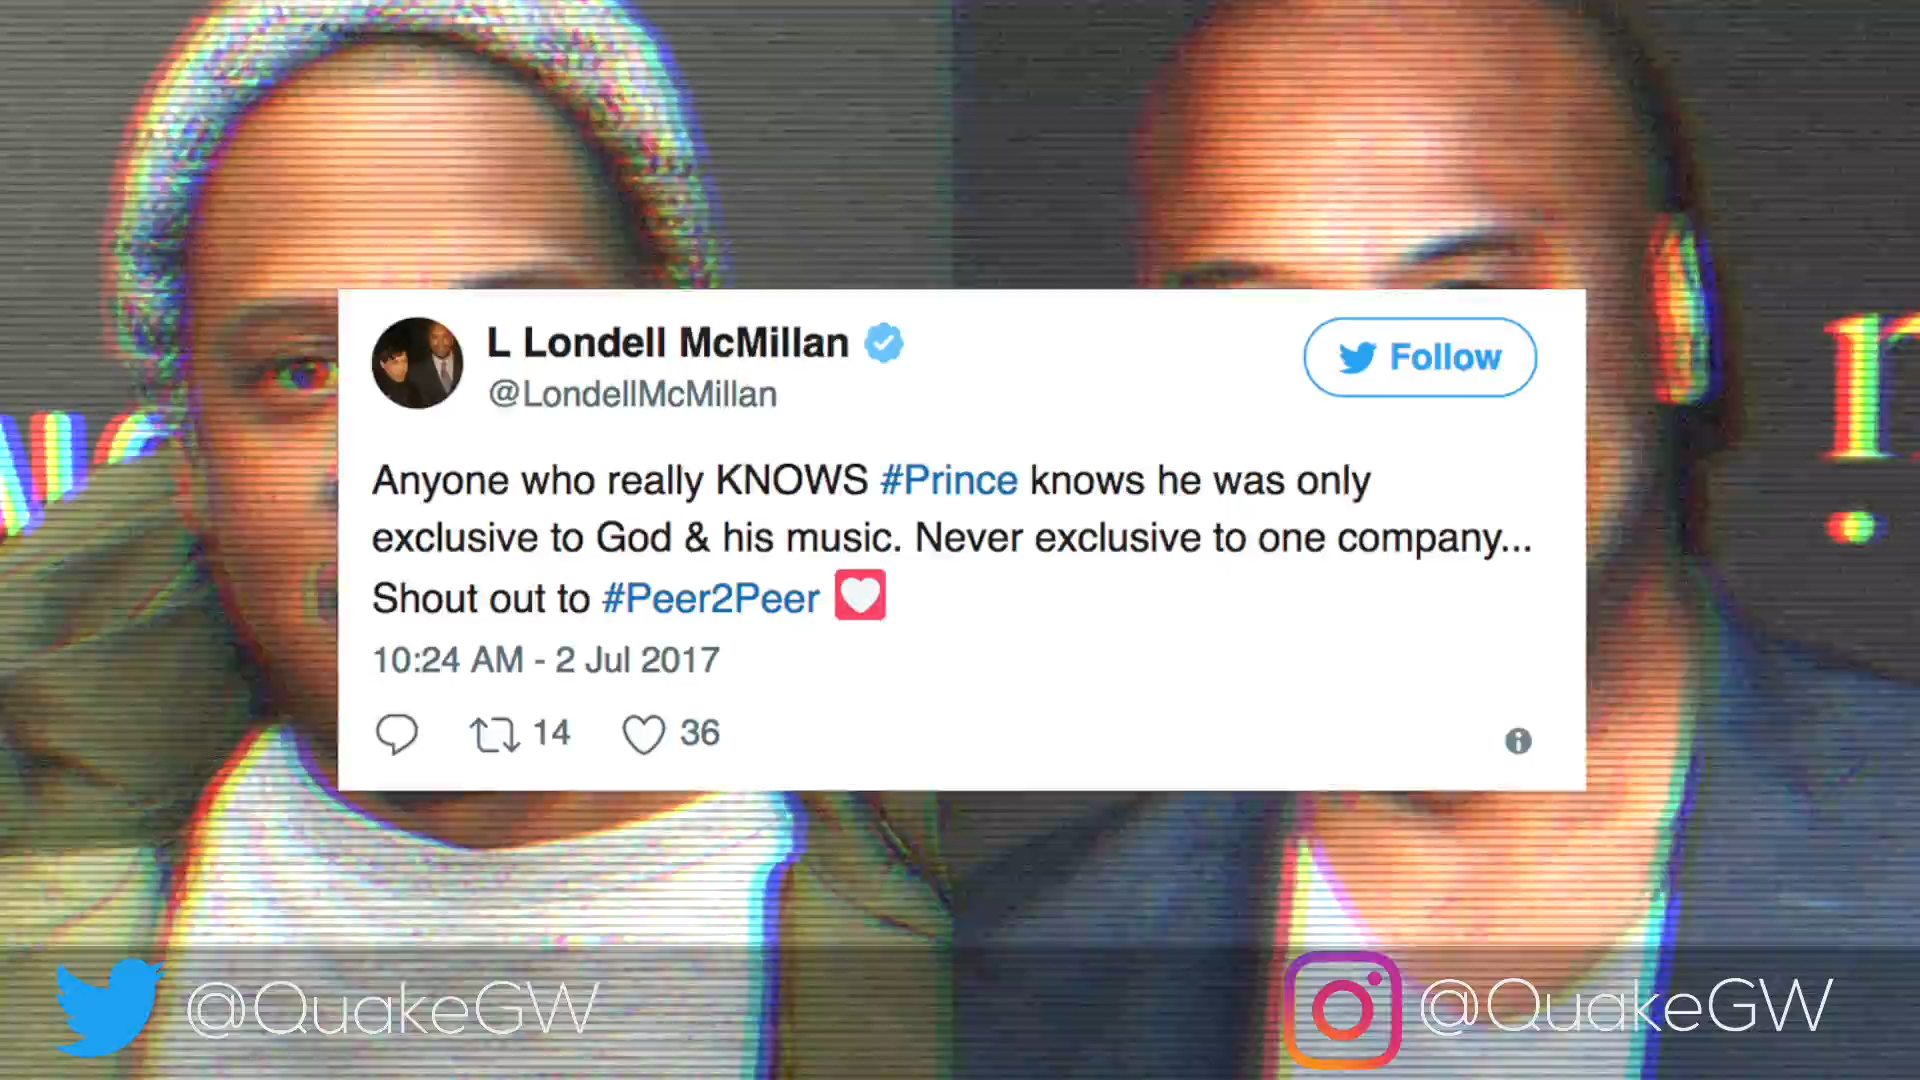 L Londell McMillan
@LondellMcMillan
Follow
Anyone who really KNOWS #Prince knows he was only
exclusive to God & his music. Never exclusive to one company...
Shout out to #Peer2Peer 💟
10:24 AM - 2 Jul 2017
14 36
@QuakeGW
@QuakeGW